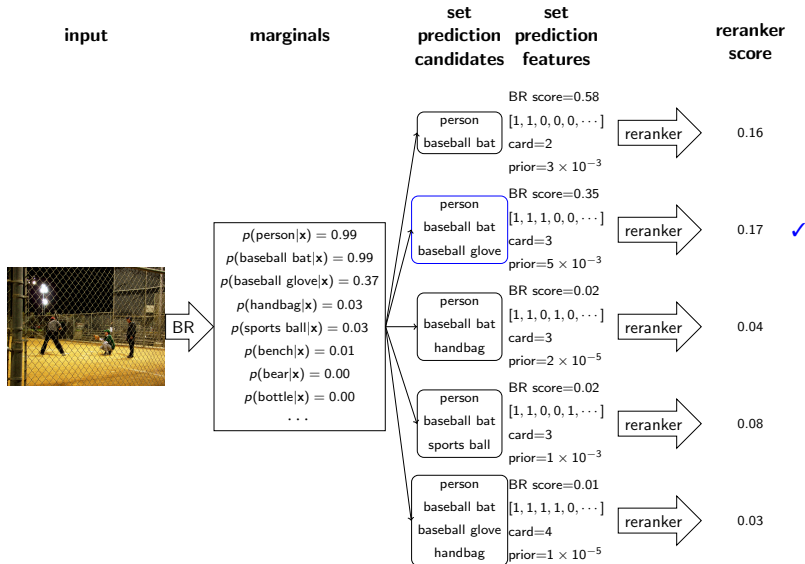 input
marginals
set
prediction
candidates
set
prediction
features
reranker
score
BR
p(person|x) = 0.99
p(baseball bat|x) = 0.99
p(baseball glove|x) = 0.37
p(handbag|x) = 0.03
p(sports ball|x) = 0.03
p(bench|x) = 0.01
p(bear|x) = 0.00
p(bottle|x) = 0.00
· · ·
person
baseball bat
BR score=0.58
[1, 1, 0, 0, 0, · · · ]
card=2
prior=3 × 10⁻³
reranker
0.16
person
baseball bat
baseball glove
BR score=0.35
[1, 1, 1, 0, 0, · · · ]
card=3
prior=5 × 10⁻³
reranker
0.17
✓
person
baseball bat
handbag
BR score=0.02
[1, 1, 0, 1, 0, · · · ]
card=3
prior=2 × 10⁻⁵
reranker
0.04
person
baseball bat
sports ball
BR score=0.02
[1, 1, 0, 0, 1, · · · ]
card=3
prior=1 × 10⁻³
reranker
0.08
person
baseball bat
baseball glove
handbag
BR score=0.01
[1, 1, 1, 1, 0, · · · ]
card=4
prior=1 × 10⁻⁵
reranker
0.03